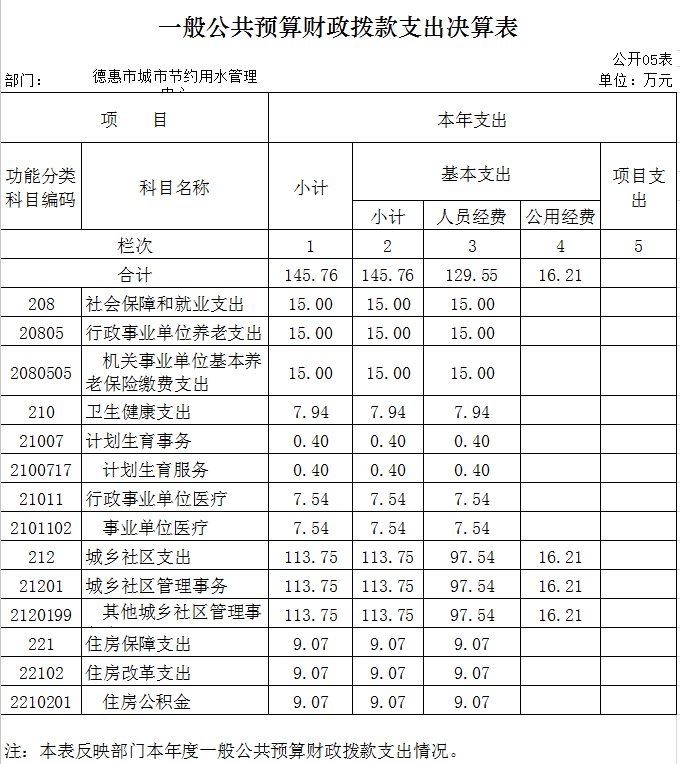 一般公共预算财政拨款支出决算表
公开05表
部门: 德惠市城市节约用水管理 单位：万元
项 目 本年支出
功能分类科目编码 科目名称 小计 基本支出 项目支出
小计 人员经费 公用经费
栏次 1 2 3 4 5
合计 145.76 145.76 129.55 16.21
208 社会保障和就业支出 15.00 15.00 15.00
20805 行政事业单位养老支出 15.00 15.00 15.00
2080505 机关事业单位基本养老保险缴费支出 15.00 15.00 15.00
210 卫生健康支出 7.94 7.94 7.94
21007 计划生育事务 0.40 0.40 0.40
2100717 计划生育服务 0.40 0.40 0.40
21011 行政事业单位医疗 7.54 7.54 7.54
2101102 事业单位医疗 7.54 7.54 7.54
212 城乡社区支出 113.75 113.75 97.54 16.21
21201 城乡社区管理事务 113.75 113.75 97.54 16.21
2120199 其他城乡社区管理事 113.75 113.75 97.54 16.21
221 住房保障支出 9.07 9.07 9.07
22102 住房改革支出 9.07 9.07 9.07
2210201 住房公积金 9.07 9.07 9.07
注：本表反映部门本年度一般公共预算财政拨款支出情况。